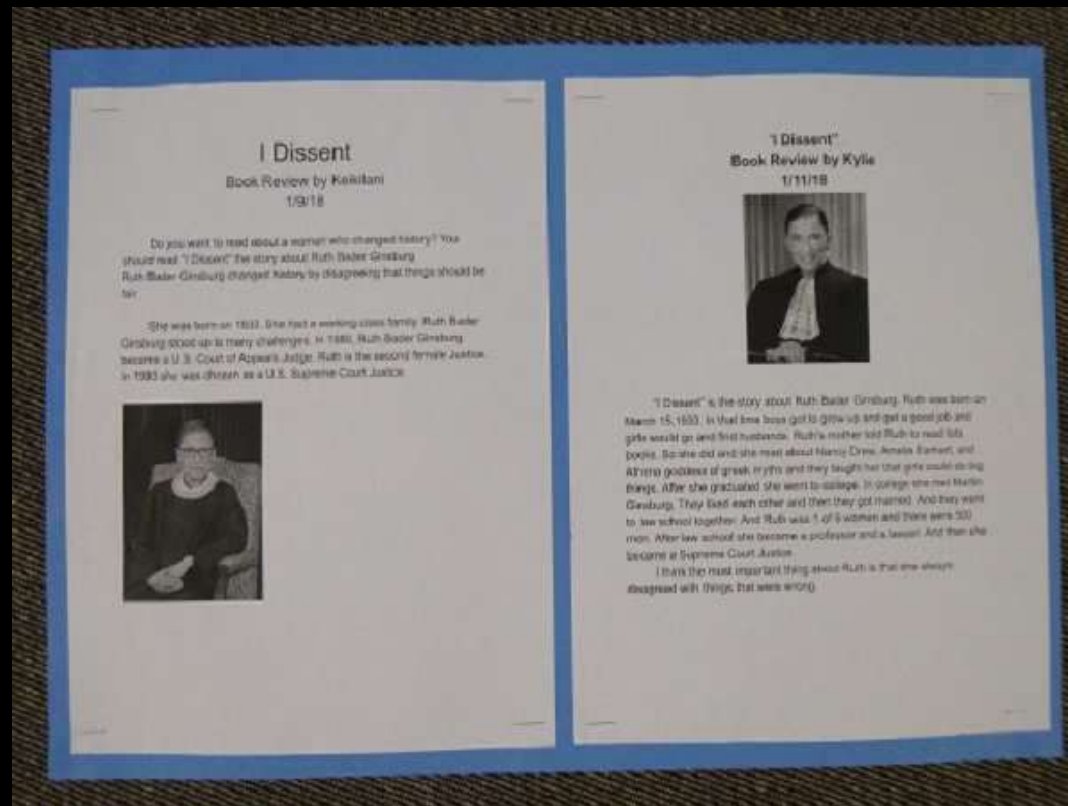 I Dissent
Book Review by Keikilani
1/9/18
Do you want to read about a woman who changed history? You
should read "I Dissent" the story about Ruth Bader Ginsburg.
Ruth Bader Ginsburg changed history by disagreeing that things should be
fair.
She was born on 1933. She had a working class family. Ruth Bader
Ginsburg stood up to many challenges. In 1980, Ruth Bader Ginsburg
became a U.S. Court of Appeals Judge. Ruth is the second female Justice.
In 1993 she was chosen as a U.S. Supreme Court Justice.
"I Dissent"
Book Review by Kylie
1/11/18
"I Dissent" is the story about Ruth Bader Ginsburg. Ruth was born on
March 15, 1933. In that time boys got to grow up and get a good job and
girls would go and find husbands. Ruth's mother told Ruth to read lots
books. So she did and she read about Nancy Drew, Amelia Earhart, and
Athena goddess of greek myths and they taught her that girls could do big
things. After she graduated she went to college. In college she met Martin
Ginsburg. They liked each other and then they got married. And they went
to law school together. And Ruth was 1 of 9 women and there were 500
men. After law school she became a professor and a lawyer. And then she
became a Supreme Court Justice.
I think the most important thing about Ruth is that she always
disagreed with things that were wrong.